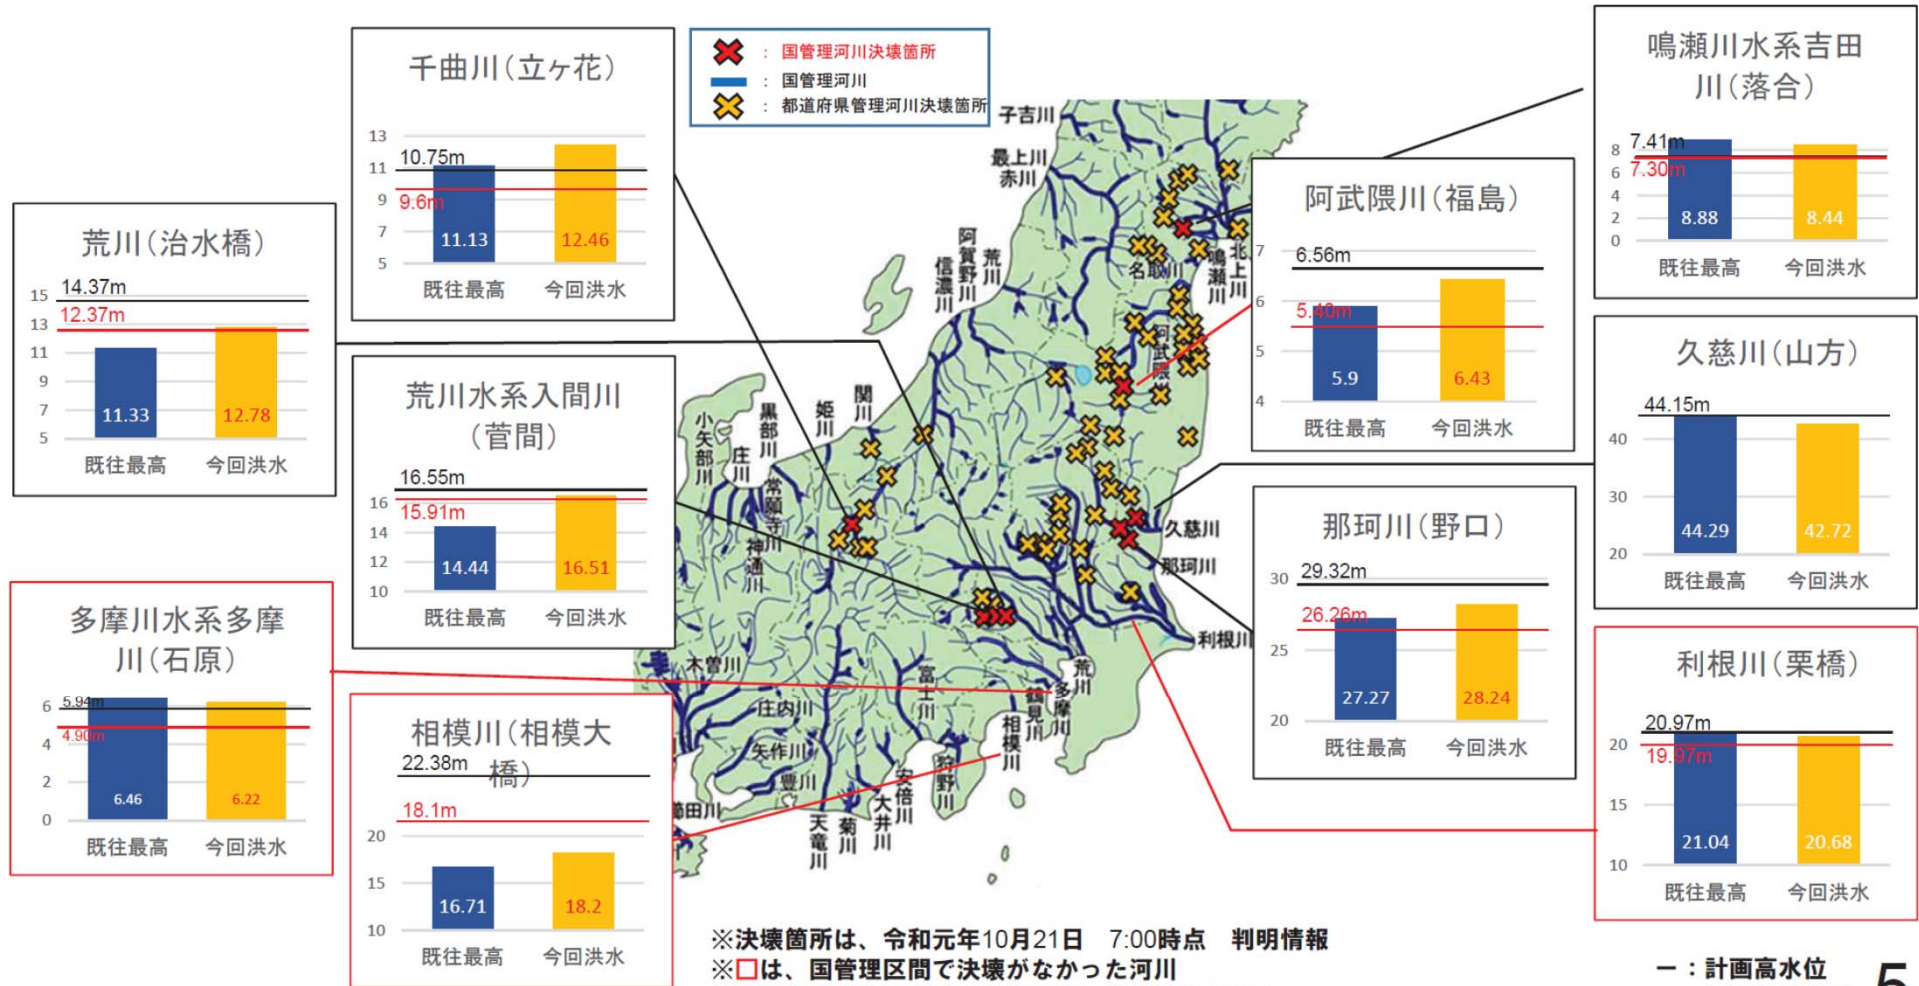 千曲川(立ヶ花)
13
11
9
7
5
10.75m
9.6m
11.13
12.46
既往最高
今回洪水
: 国管理河川決壊箇所
: 国管理河川
: 都道府県管理河川決壊箇所
鳴瀬川水系吉田
川(落合)
8
6
4
2
0
7.41m
7.30m
8.88
8.44
既往最高
今回洪水
荒川(治水橋)
15
13
11
9
7
5
14.37m
12.37m
11.33
12.78
既往最高
今回洪水
阿武隈川(福島)
7
6
5
4
6.56m
5.40m
5.9
6.43
既往最高
今回洪水
荒川水系入間川
(菅間)
16
14
12
10
16.55m
15.91m
14.44
16.51
既往最高
今回洪水
久慈川(山方)
40
30
20
44.15m
44.29
42.72
既往最高
今回洪水
那珂川(野口)
30
25
20
29.32m
26.26m
27.27
28.24
既往最高
今回洪水
多摩川水系多摩
川(石原)
6
4
2
0
5.94m
4.90m
6.46
6.22
既往最高
今回洪水
相模川(相模大
橋)
20
15
10
22.38m
18.1m
16.71
18.2
既往最高
今回洪水
利根川(栗橋)
20
15
10
20.97m
19.97m
21.04
20.68
既往最高
今回洪水
子吉川
最上川
赤川
荒川
阿賀野川
信濃川
関川
姫川
黒部川
小矢部川
庄川
常願寺川
神通川
名取川
鳴瀬川
北上川
阿武隈
久慈川
那珂川
利根川
荒川
多摩川
鶴見川
相模川
富士川
狩野川
安倍川
大井川
菊川
天竜川
豊川
矢作川
庄内川
木曽川
櫛田川
※決壊箇所は、令和元年10月21日 7:00時点 判明情報
※□は、国管理区間で決壊がなかった河川
ー:計画高水位